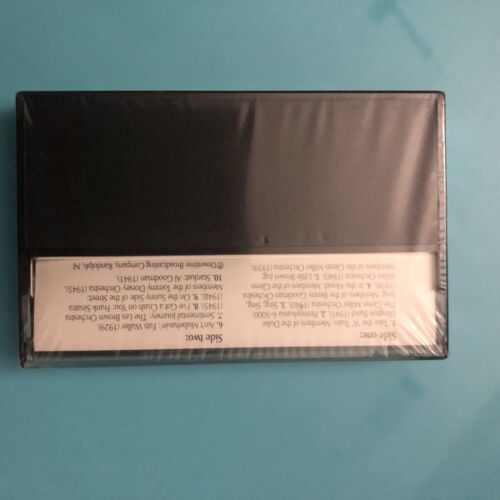 Side one:
1. Take the 'A' Train: Members of the Duke
Ellington Band (1941). 2. Pennsylvania 6-5000:
The Glenn Miller Orchestra (1940). 3. Sing, Sing,
Sing: Members of the Benny Goodman Orchestra
4. In the Mood: Members of the Glenn
Miller Orchestra (1940). 5. Little Brown Jug:
Members of the Glenn Miller Orchestra (1939).
Side two:
6. Ain't Misbehavin': Fats Waller (1929).
7. Sentimental Journey: The Les Brown Orchestra
(1945). 8. I've Got a Crush on You: Frank Sinatra
(1948). 9. On the Sunny Side of the Street:
Members of the Tommy Dorsey Orchestra (1945).
10. Stardust: Al Goodman (1941).
℗Downtime Broadcasting Company, Randolph, NJ